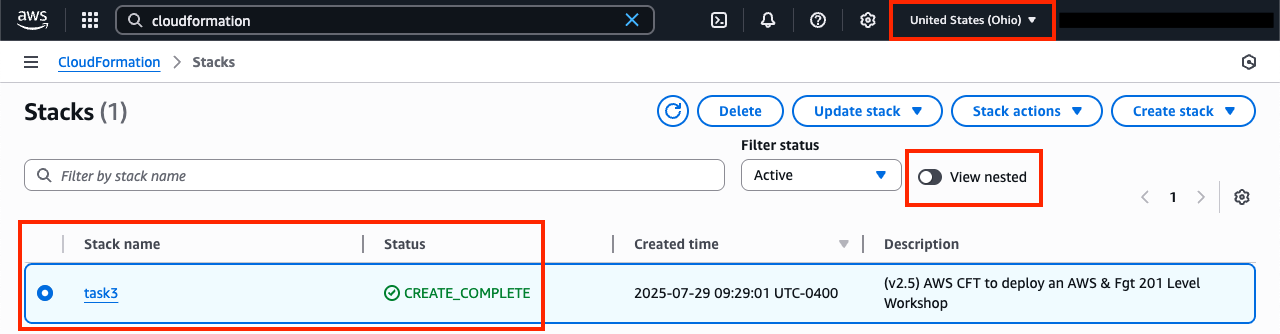 aws
cloudformation
United States (Ohio)
CloudFormation
Stacks
Stacks (1)
Delete
Update stack
Stack actions
Create stack
Filter status
Filter by stack name
Active
View nested
1
Stack name
Status
Created time
Description
task3
CREATE_COMPLETE
2025-07-29 09:29:01 UTC-0400
(v2.5) AWS CFT to deploy an AWS & Fgt 201 Level
Workshop